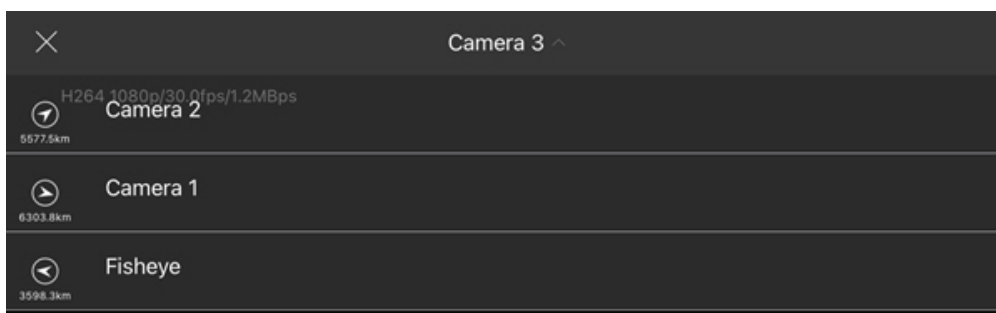 Camera 3
H264 1080p/30.0fps/1.2MBps
Camera 2
5577.5km
Camera 1
6303.8km
Fisheye
3598.3km